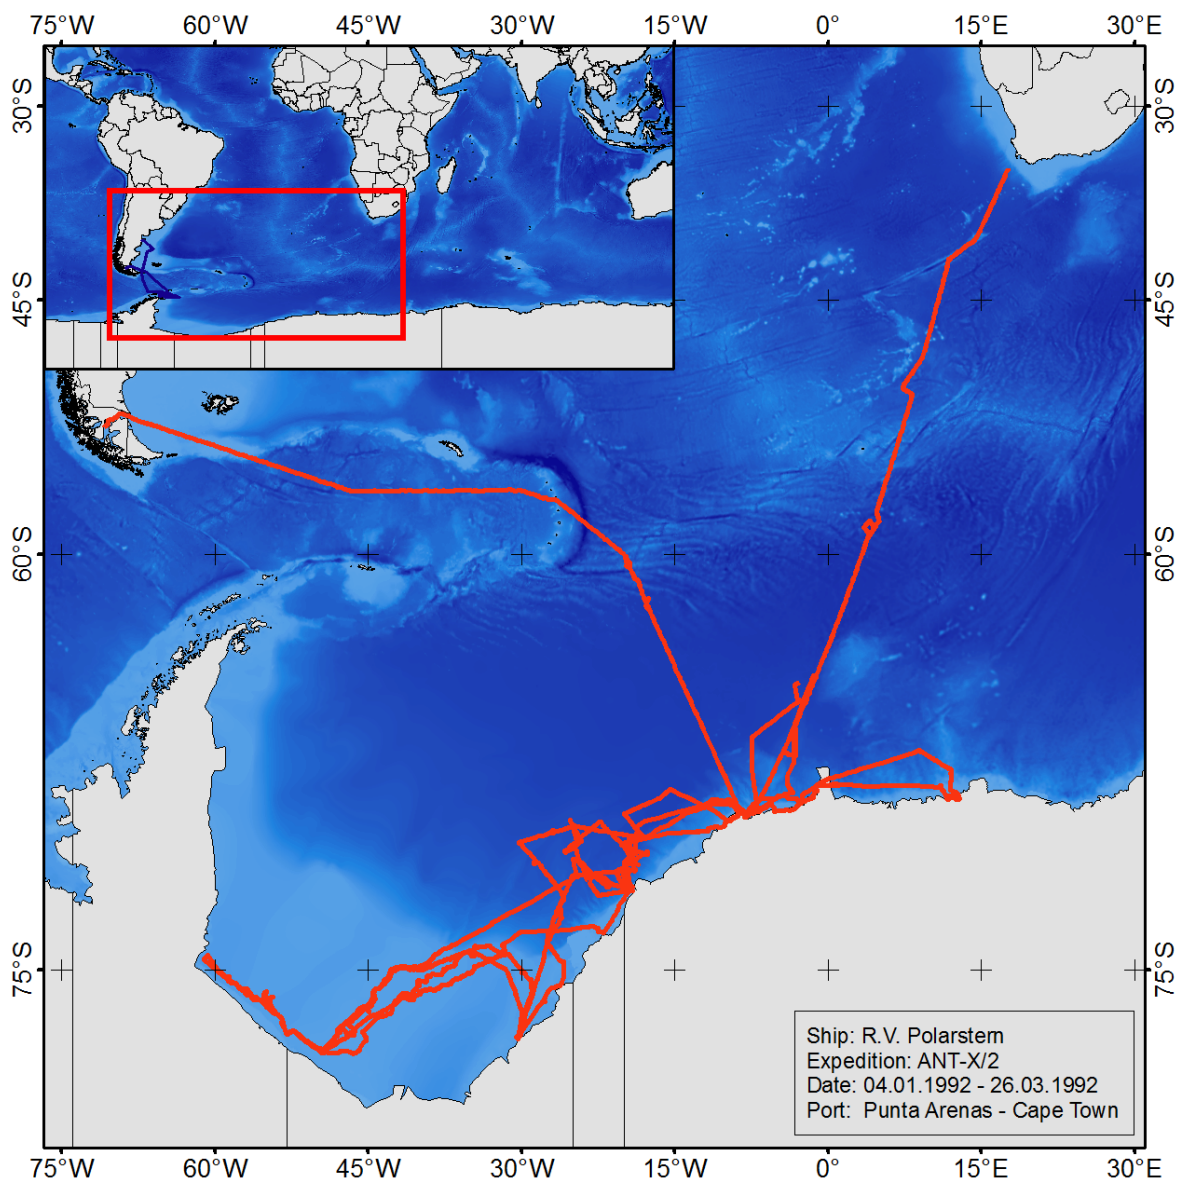 75°W 60°W 45°W 30°W 15°W 0° 15°E 30°E
30°S 30°S
45°S 45°S
60°S 60°S
75°S 75°S
Ship: R.V. Polarstern
Expedition: ANT-X/2
Date: 04.01.1992 - 26.03.1992
Port: Punta Arenas - Cape Town
75°W 60°W 45°W 30°W 15°W 0° 15°E 30°E